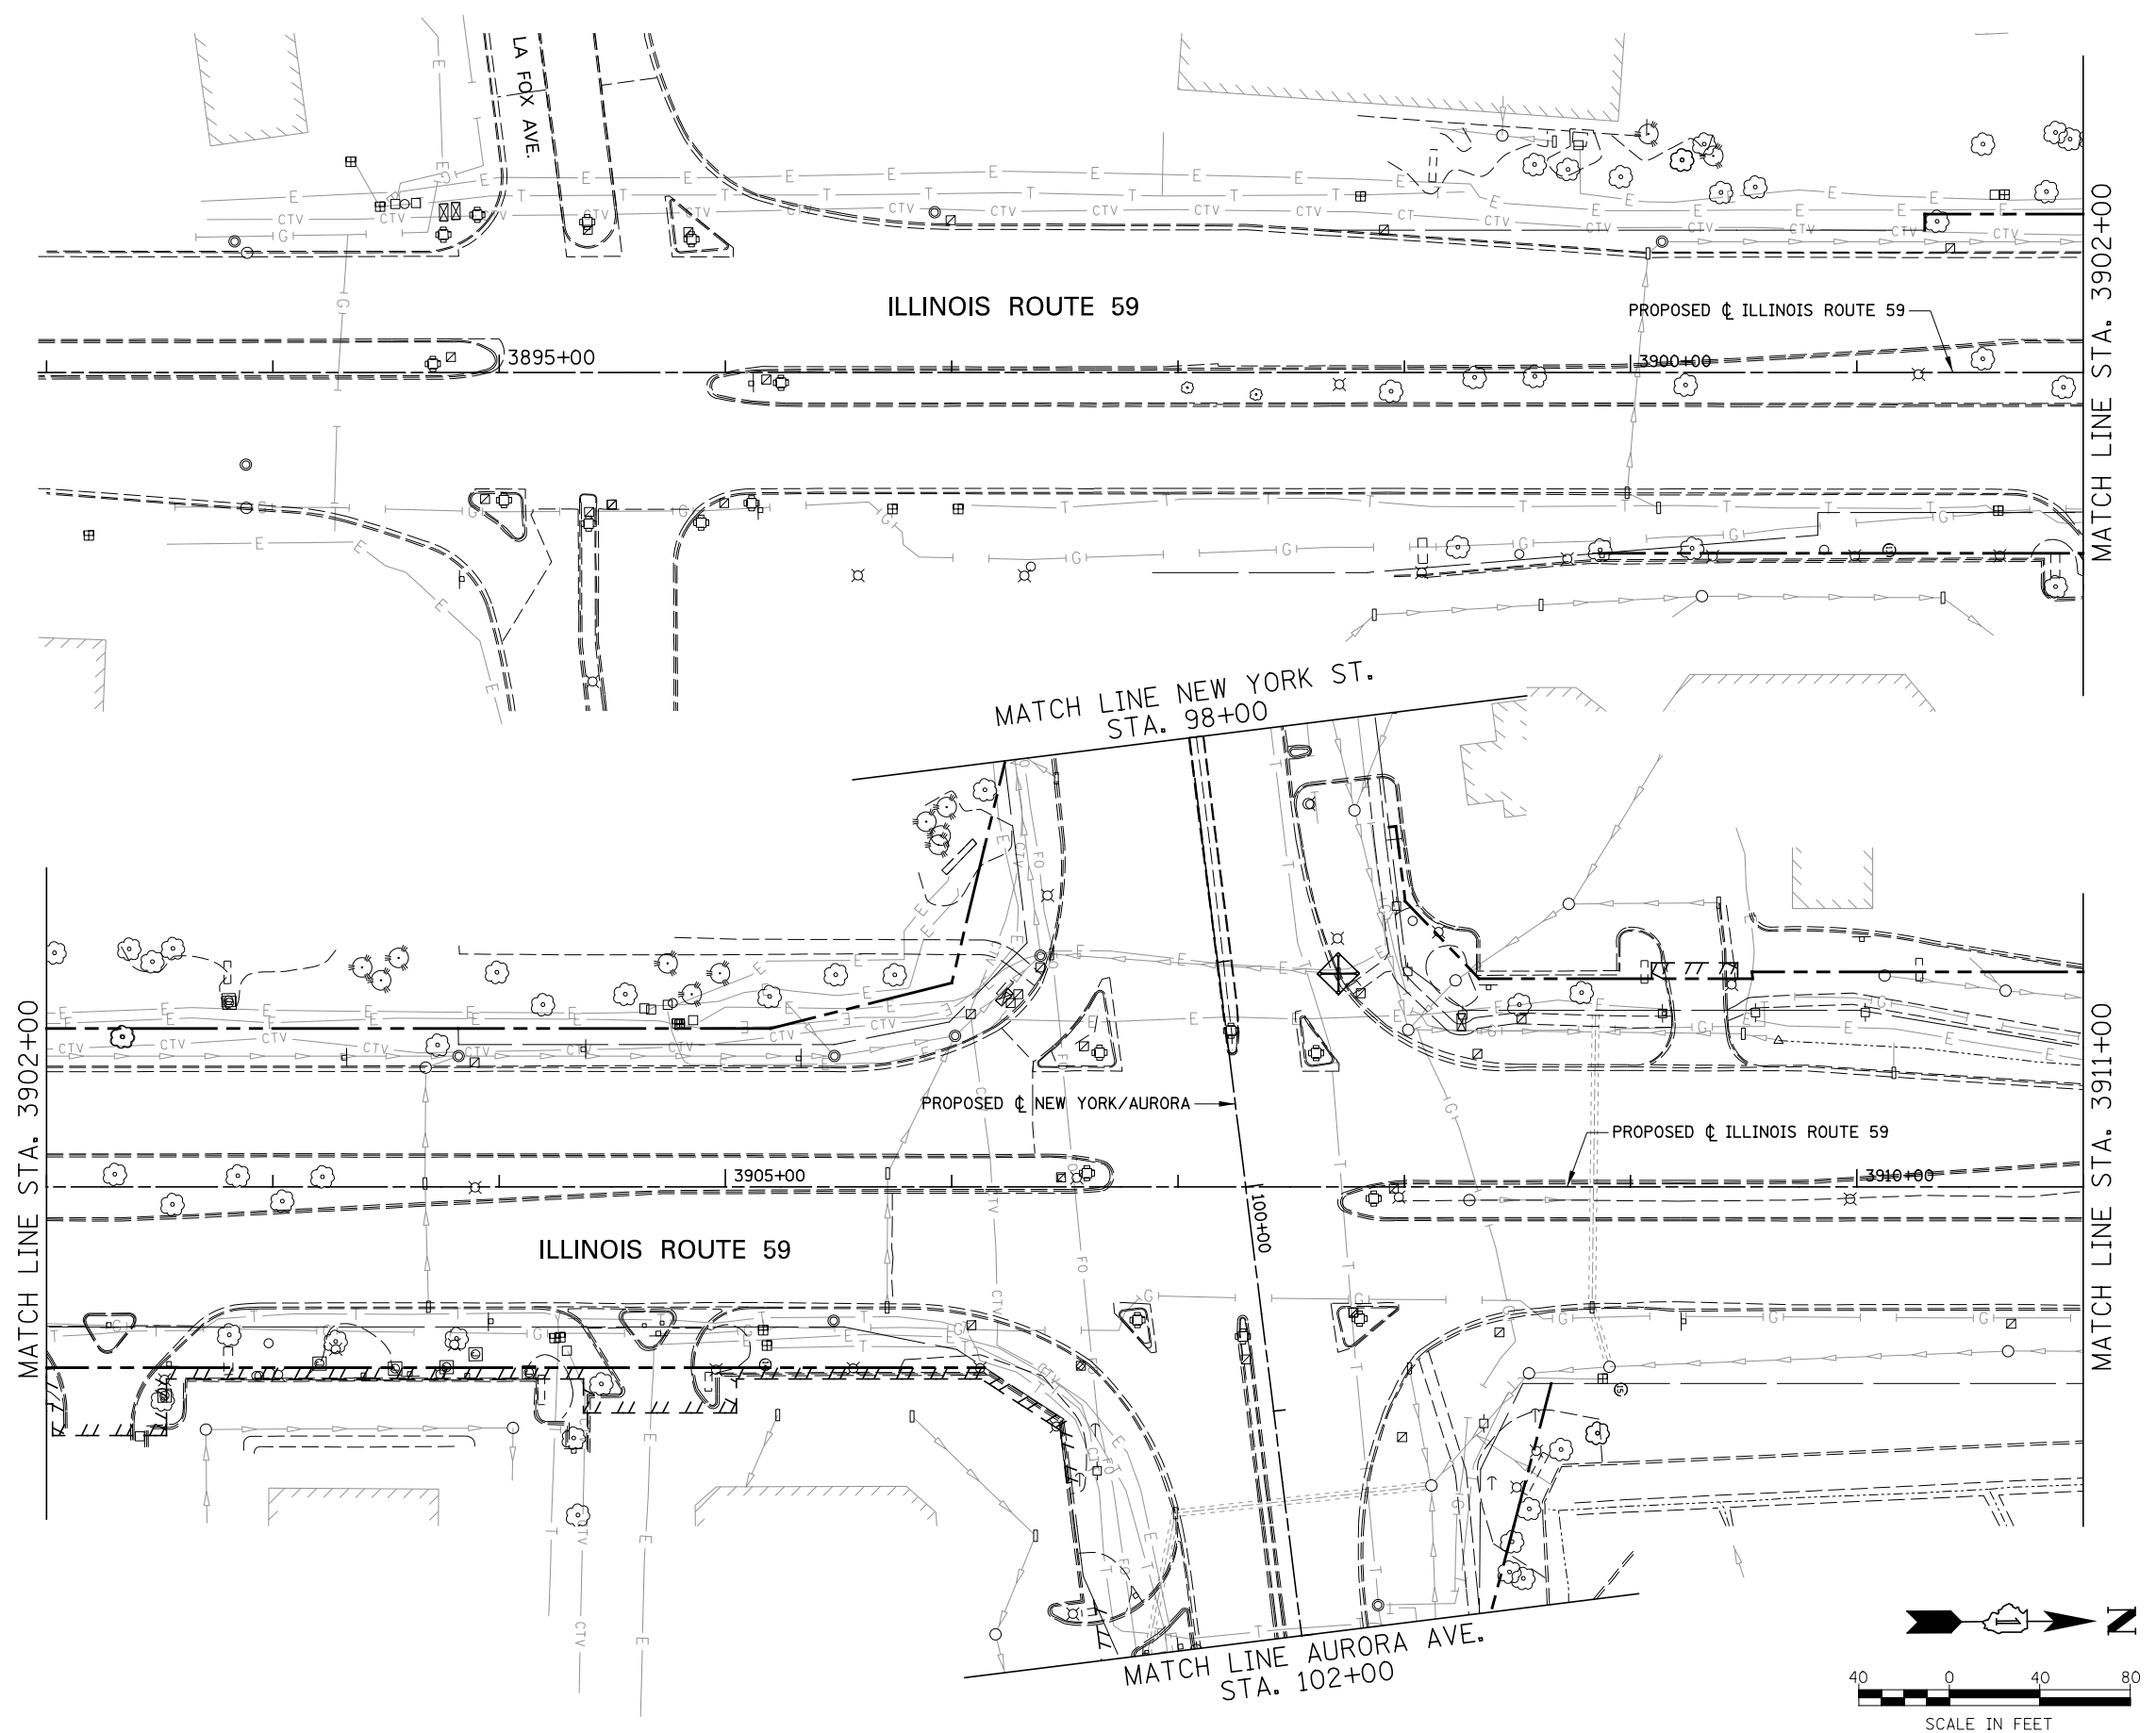 LA FOX AVE.
ILLINOIS ROUTE 59
PROPOSED ℄ ILLINOIS ROUTE 59
3895+00
3900+00
MATCH LINE STA. 3902+00
MATCH LINE NEW YORK ST.
STA. 98+00
MATCH LINE STA. 3902+00
PROPOSED ℄ NEW YORK/AURORA
PROPOSED ℄ ILLINOIS ROUTE 59
3905+00
3910+00
100+00
ILLINOIS ROUTE 59
MATCH LINE STA. 3911+00
MATCH LINE AURORA AVE.
STA. 102+00
N
40 0 40 80
SCALE IN FEET